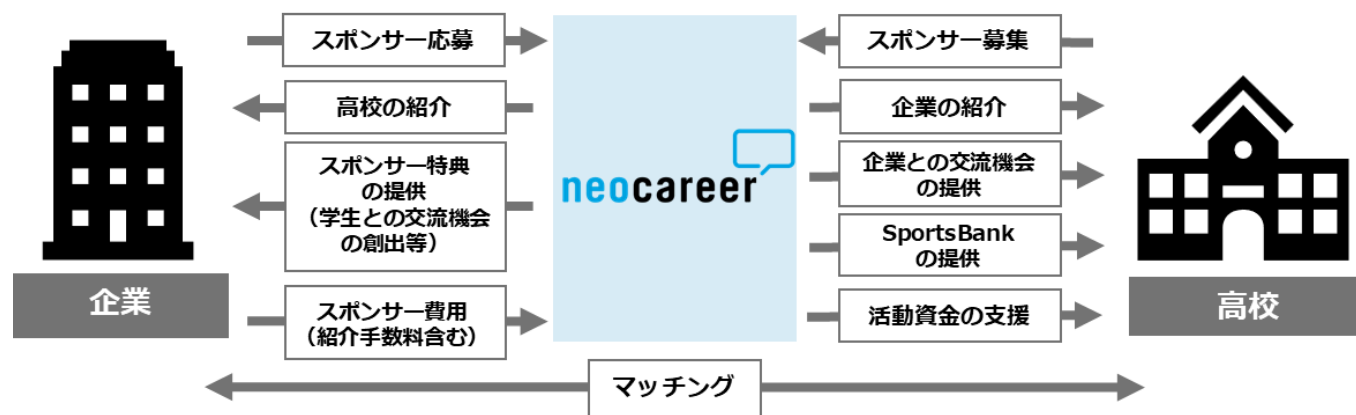 スポンサー応募
高校の紹介
スポンサー特典
の提供
（学生との交流機会
の創出等）
スポンサー費用
（紹介手数料含む）
企業
neocareer
スポンサー募集
企業の紹介
企業との交流機会
の提供
SportsBank
の提供
活動資金の支援
高校
マッチング